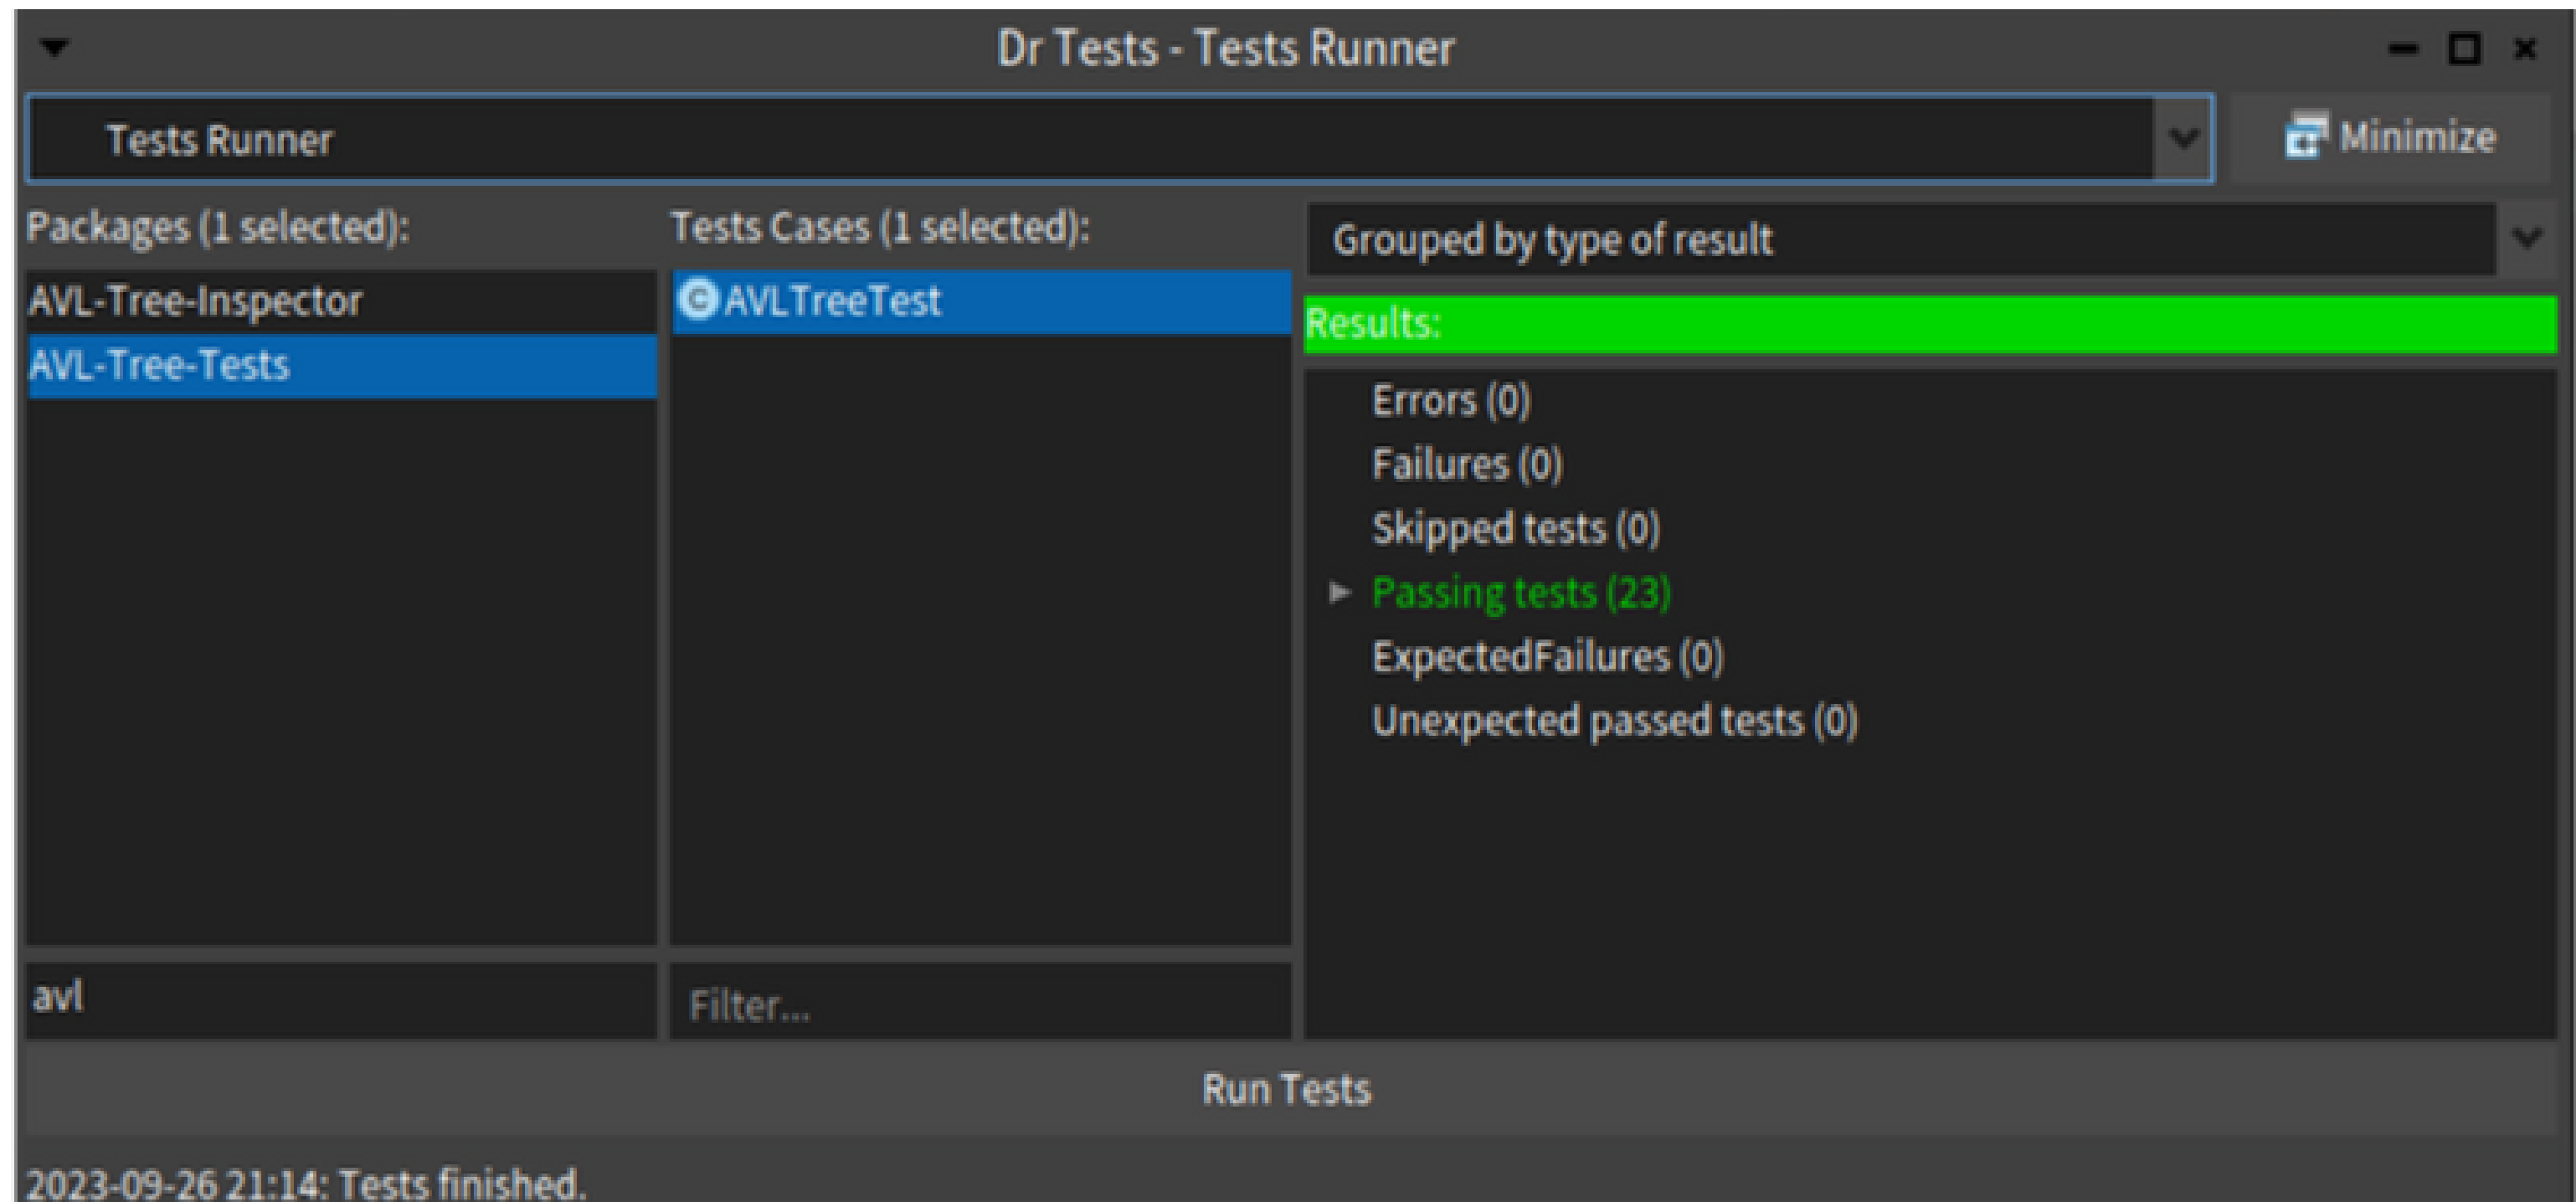 Dr Tests - Tests Runner
Tests Runner
Minimize
Packages (1 selected):
Tests Cases (1 selected):
Grouped by type of result
AVL-Tree-Inspector
AVL-Tree-Tests
AVLTreeTest
Results:
Errors (0)
Failures (0)
Skipped tests (0)
Passing tests (23)
ExpectedFailures (0)
Unexpected passed tests (0)
avl
Filter...
Run Tests
2023-09-26 21:14: Tests finished.